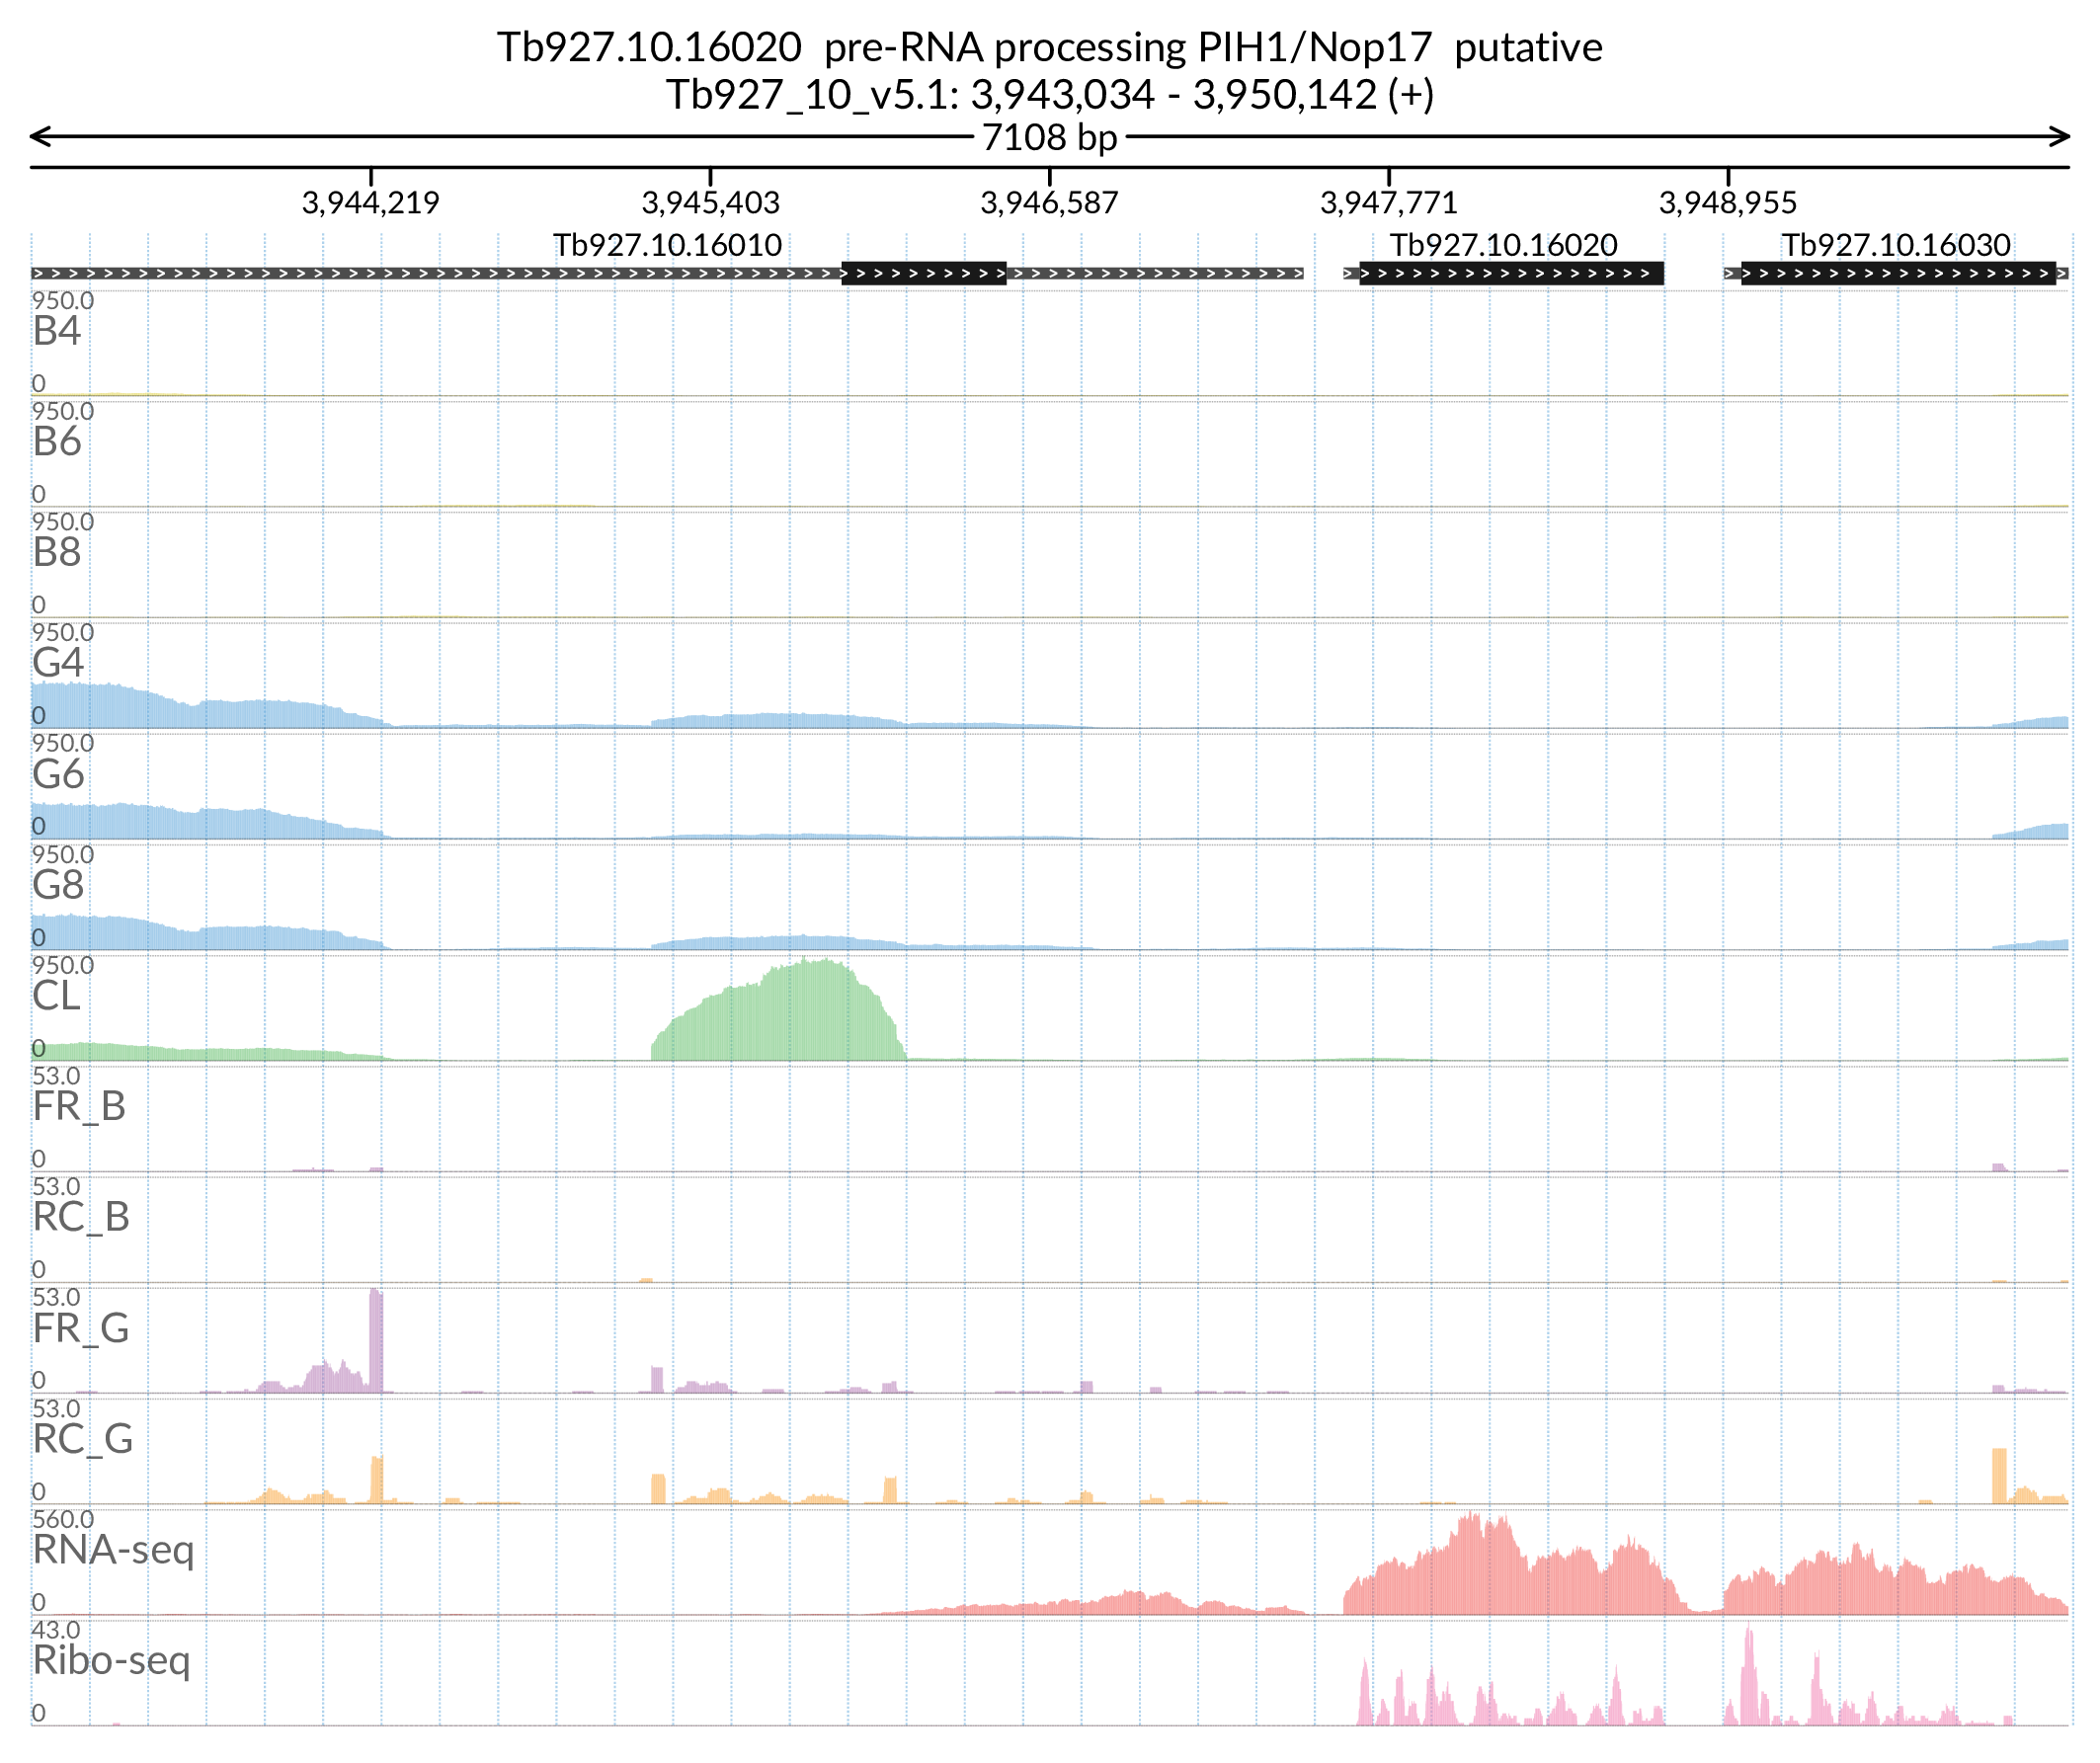 Tb927.10.16020 pre-RNA processing PIH1/Nop17 putative
Tb927_10_v5.1: 3,943,034 - 3,950,142 (+)
7108 bp
3,944,219 3,945,403 3,946,587 3,947,771 3,948,955
Tb927.10.16010 Tb927.10.16020 Tb927.10.16030
950.0
B4
0
950.0
B6
0
950.0
B8
0
950.0
G4
0
950.0
G6
0
950.0
G8
0
950.0
CL
0
53.0
FR_B
0
53.0
RC_B
0
53.0
FR_G
0
53.0
RC_G
0
560.0
RNA-seq
0
43.0
Ribo-seq
0